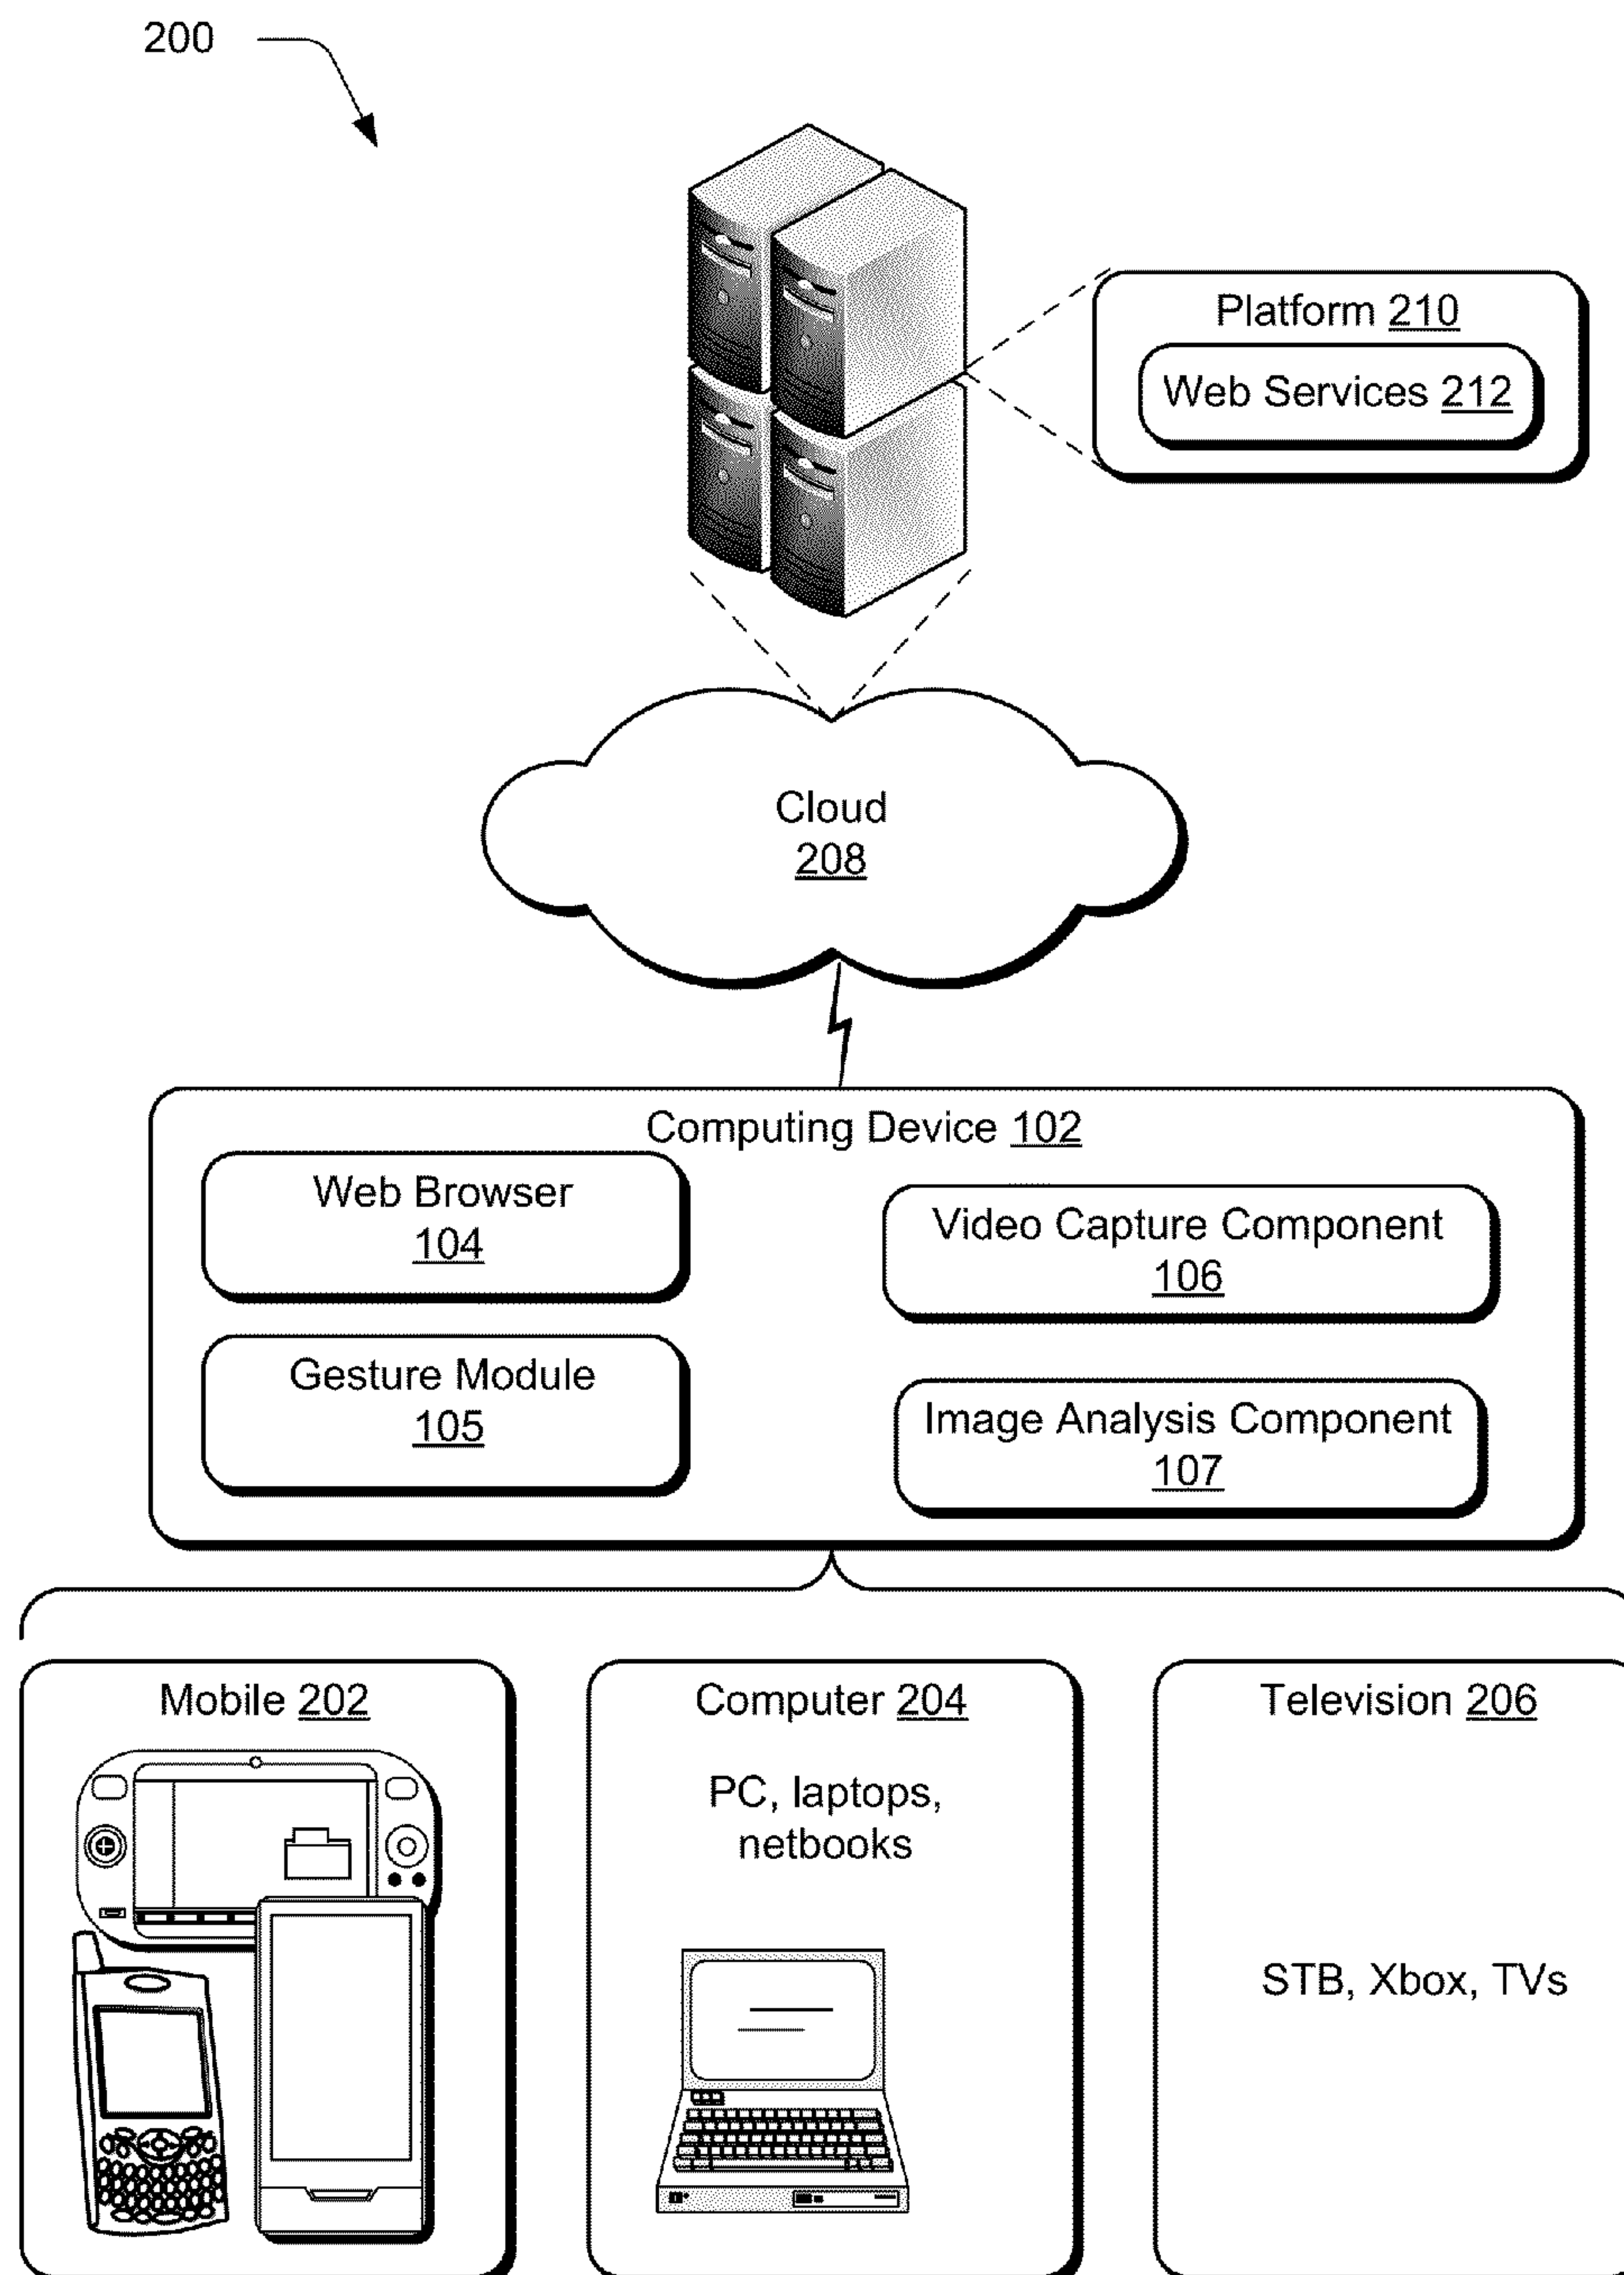 200
Platform 210
Web Services 212
Cloud
208
Computing Device 102
Web Browser
104
Video Capture Component
106
Gesture Module
105
Image Analysis Component
107
Mobile 202
Computer 204
PC, laptops,
netbooks
Television 206
STB, Xbox, TVs